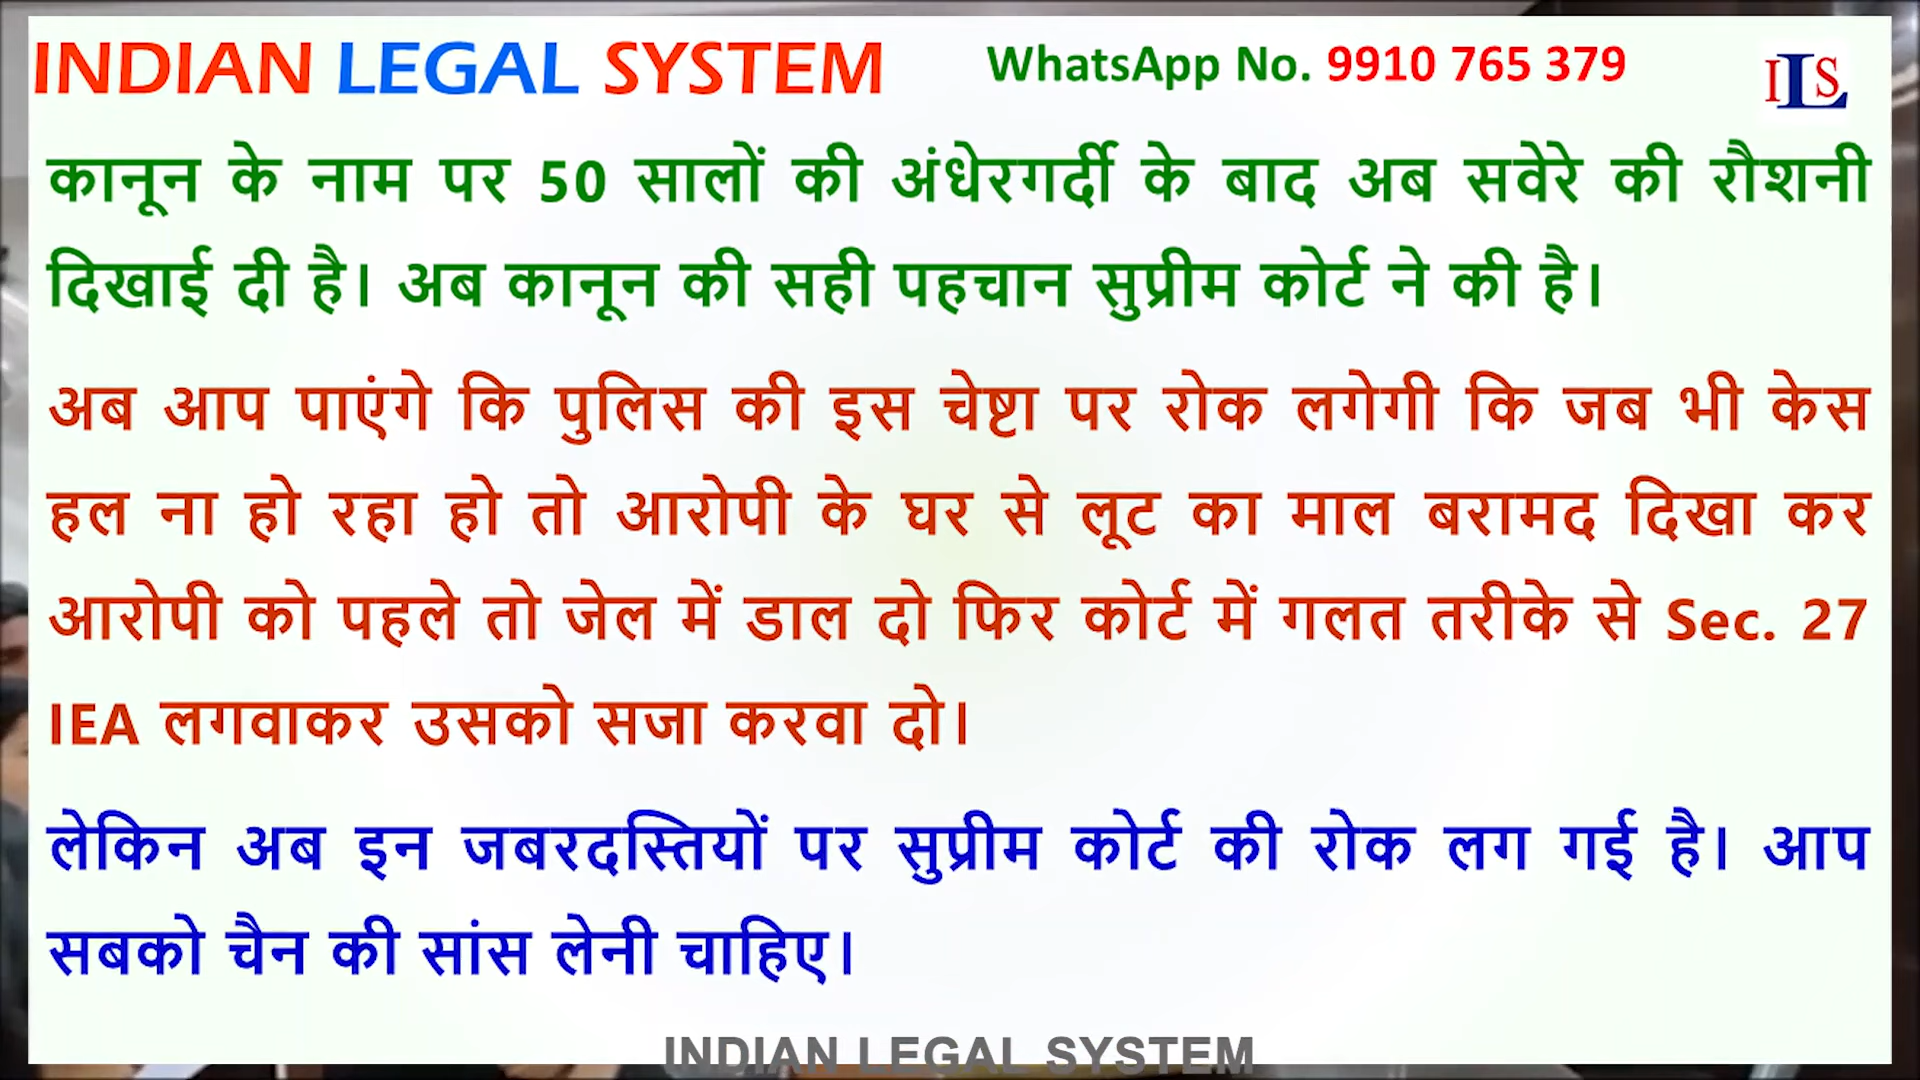 INDIAN LEGAL SYSTEM WhatsApp No. 9910 765 379 ILS
कानून के नाम पर 50 सालों की अंधेरगर्दी के बाद अब सवेरे की रौशनी
दिखाई दी है। अब कानून की सही पहचान सुप्रीम कोर्ट ने की है।
अब आप पाएंगे कि पुलिस की इस चेष्टा पर रोक लगेगी कि जब भी केस
हल ना हो रहा हो तो आरोपी के घर से लूट का माल बरामद दिखा कर
आरोपी को पहले तो जेल में डाल दो फिर कोर्ट में गलत तरीके से Sec. 27
IEA लगवाकर उसको सजा करवा दो।
लेकिन अब इन जबरदस्तियों पर सुप्रीम कोर्ट की रोक लग गई है। आप
सबको चैन की सांस लेनी चाहिए।
INDIAN LEGAL SYSTEM